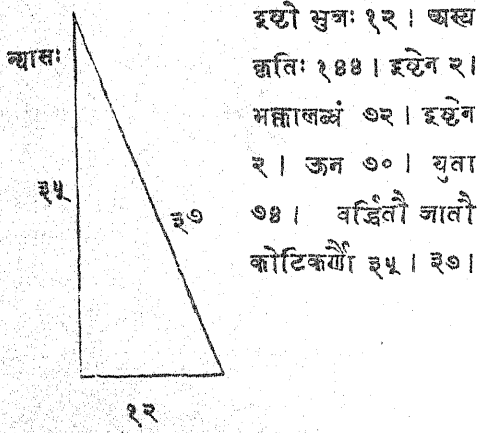 न्यासः
३५
३७
१२
इष्टो भुजः १२ । अस्य
कृतिः १४४ । इष्टेन २ ।
भक्ता लब्धं ७२ । इष्टेन
२ । ऊन ७० । युता
७४ । वर्द्धितौ जातौ
कोटिकर्णौ ३५ । ३७ ।